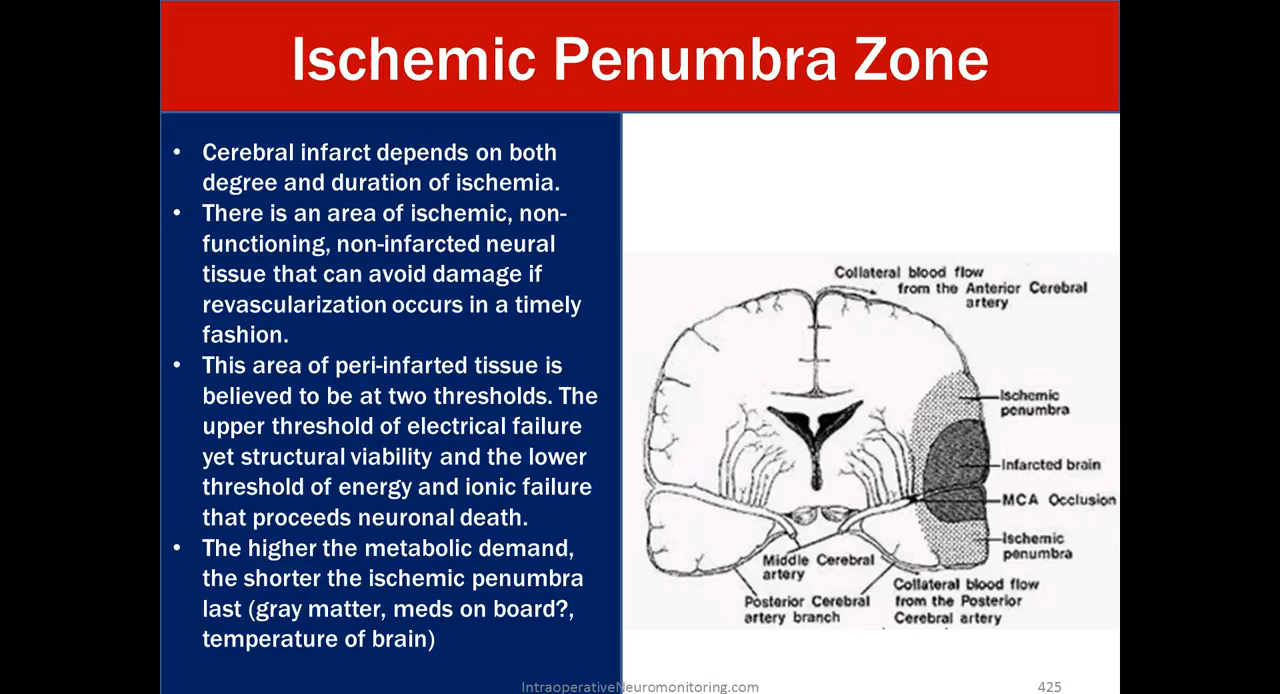 Ischemic Penumbra Zone
• Cerebral infarct depends on both
degree and duration of ischemia.
• There is an area of ischemic, non-
functioning, non-infarcted neural
tissue that can avoid damage if
revascularization occurs in a timely
fashion.
• This area of peri-infarted tissue is
believed to be at two thresholds. The
upper threshold of electrical failure
yet structural viability and the lower
threshold of energy and ionic failure
that proceeds neuronal death.
• The higher the metabolic demand,
the shorter the ischemic penumbra
last (gray matter, meds on board?,
temperature of brain)
Collateral blood flow
from the Anterior Cerebral
artery
Ischemic
penumbra
Infarcted brain
MCA Occlusion
Ischemic
penumbra
Middle Cerebral
artery
Posterior Cerebral
artery branch
Collateral blood flow
from the Posterior
Cerebral artery
IntraoperativeNeuromonitoring.com
425